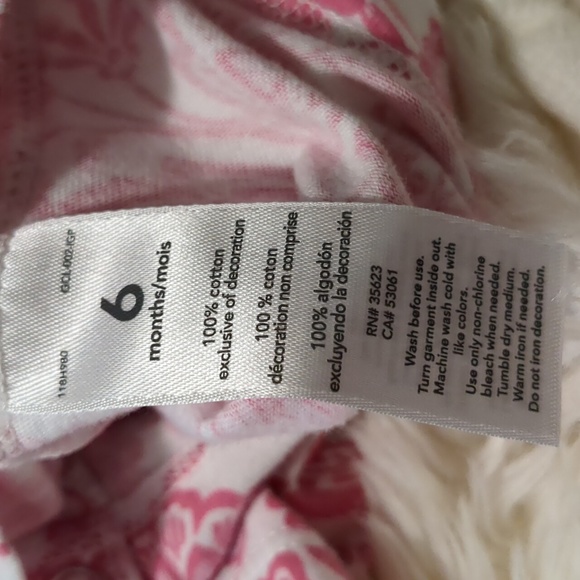 6
months/mois
100% cotton
exclusive of decoration
100 % coton
décoration non comprise
100% algodón
excluyendo la decoración
RN# 35623
CA# 53061
Wash before use.
Turn garment inside out.
Machine wash cold with
like colors.
Use only non-chlorine
bleach when needed.
Tumble dry medium.
Warm iron if needed.
Do not iron decoration.